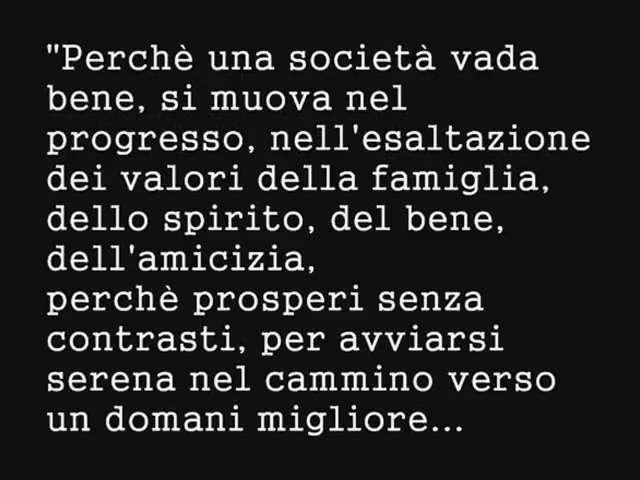 "Perchè una società vada
bene, si muova nel
progresso, nell'esaltazione
dei valori della famiglia,
dello spirito, del bene,
dell'amicizia,
perchè prosperi senza
contrasti, per avviarsi
serena nel cammino verso
un domani migliore...